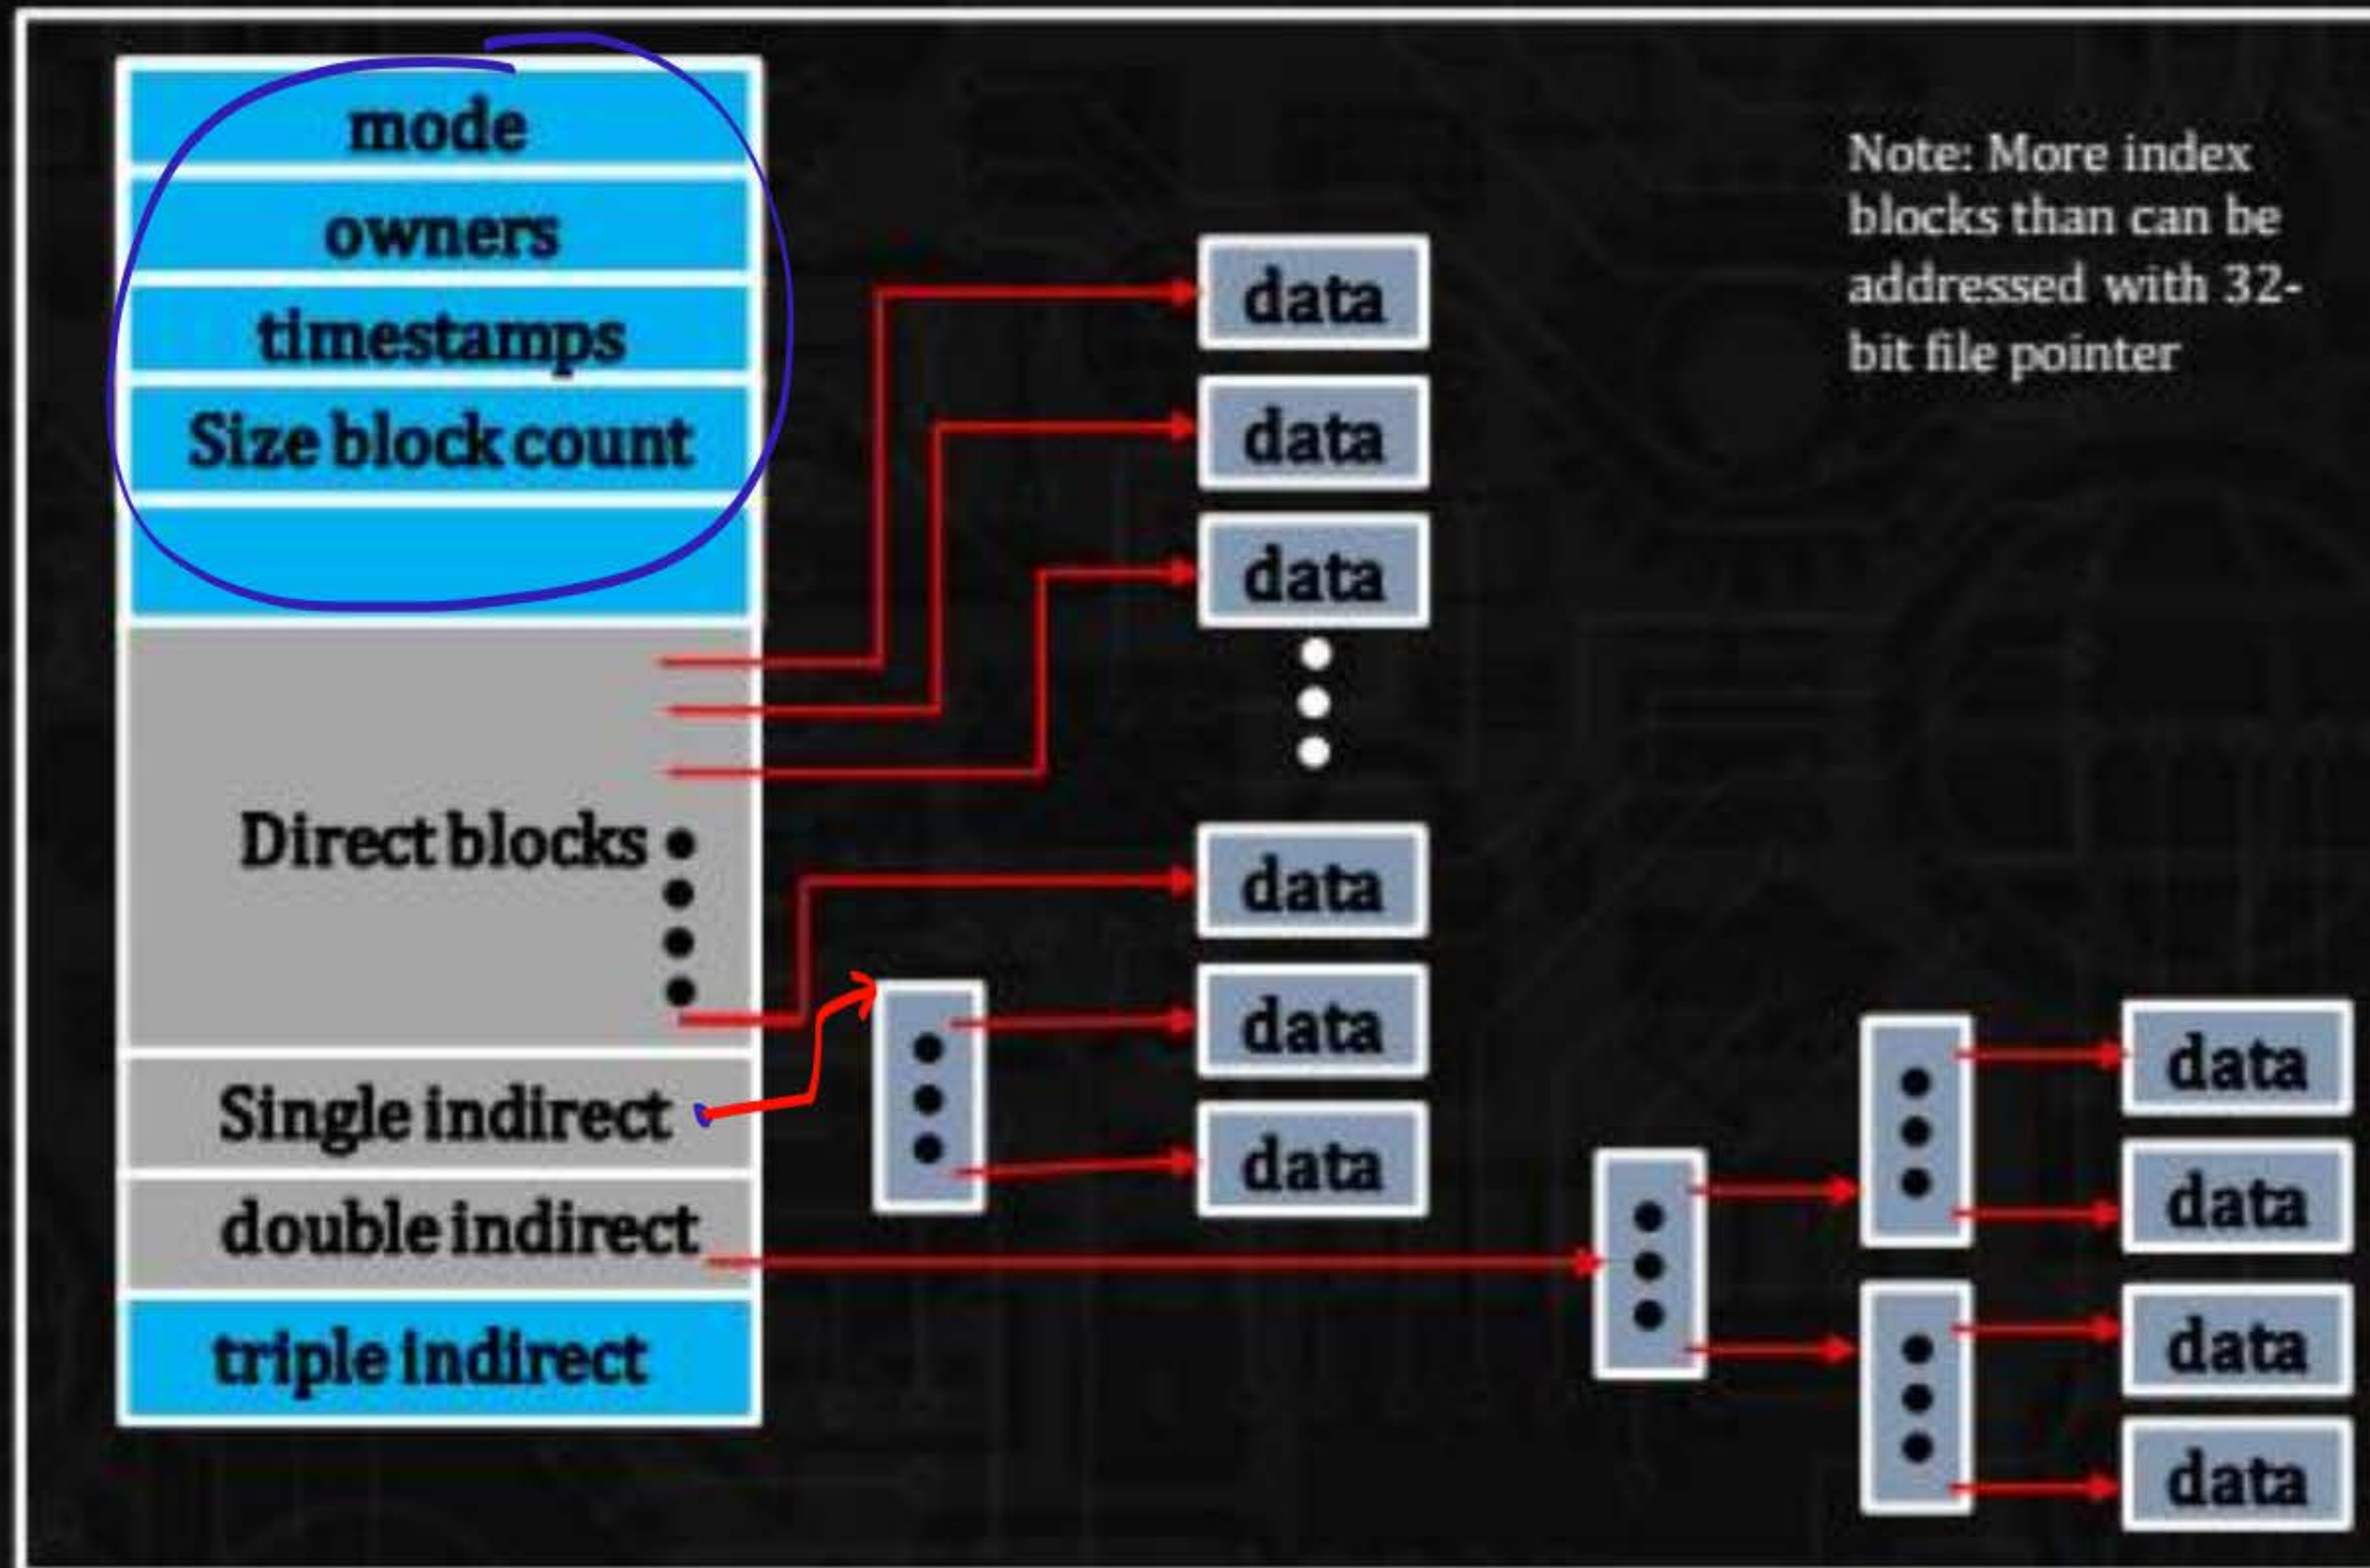 mode
owners
timestamps
Size block count
Direct blocks
Single indirect
double indirect
triple indirect
data
data
data
data
data
data
data
data
data
data
Note: More index
blocks than can be
addressed with 32-
bit file pointer